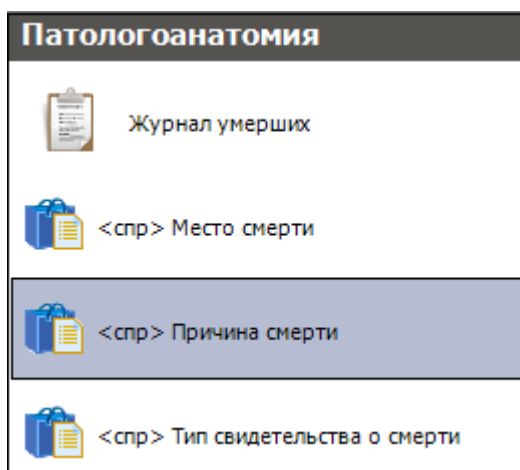 Патологоанатомия
Журнал умерших
<спр> Место смерти
<спр> Причина смерти
<спр> Тип свидетельства о смерти